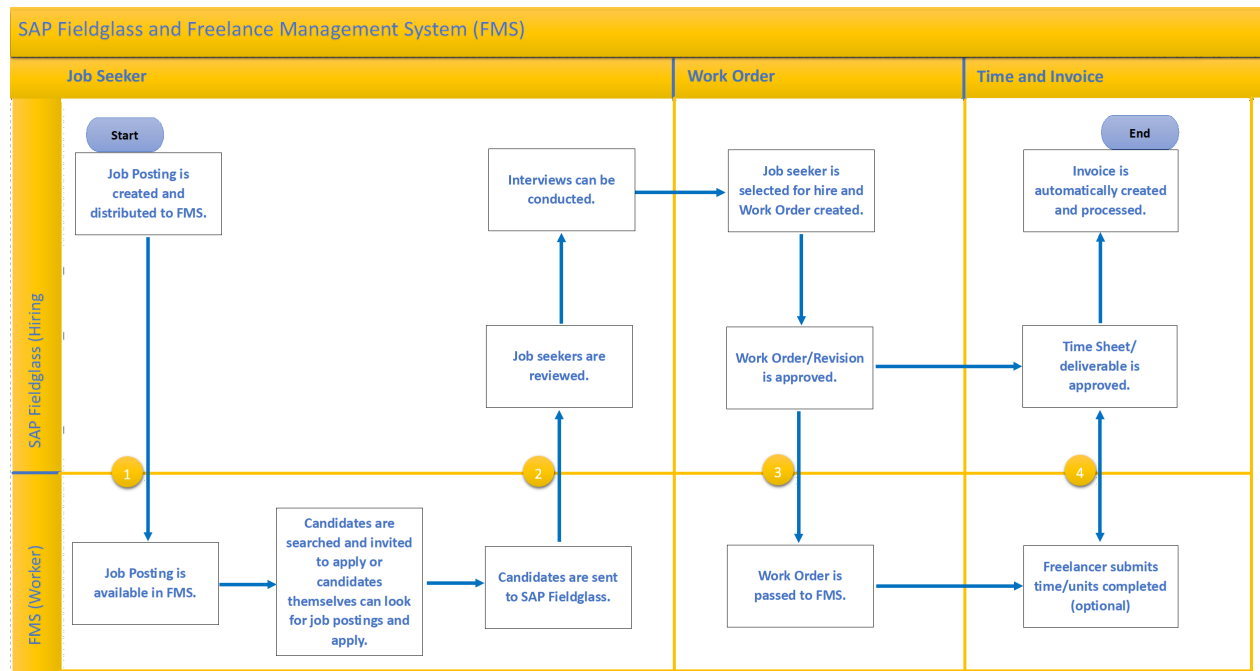 SAP Fieldglass and Freelance Management System (FMS)
Job Seeker
Work Order
Time and Invoice
SAP Fieldglass (Hiring
Start
Job Posting is
created and
distributed to FMS.
Interviews can be
conducted.
Job seeker is
selected for hire and
Work Order created.
End
Invoice is
automatically created
and processed.
Job seekers are
reviewed.
Work Order/Revision
is approved.
Time Sheet/
deliverable is
approved.
1
2
3
4
FMS (Worker)
Job Posting is
available in FMS.
Candidates are
searched and invited
to apply or
candidates
themselves can look
for job postings and
apply.
Candidates are sent
to SAP Fieldglass.
Work Order is
passed to FMS.
Freelancer submits
time/units completed
(optional)